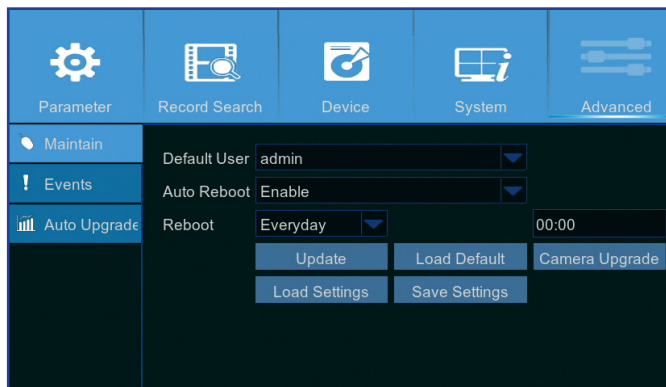 Parameter Record Search Device System Advanced
Maintain
Events
Auto Upgrade
Default User admin
Auto Reboot Enable
Reboot Everyday 00:00
Update Load Default Camera Upgrade
Load Settings Save Settings